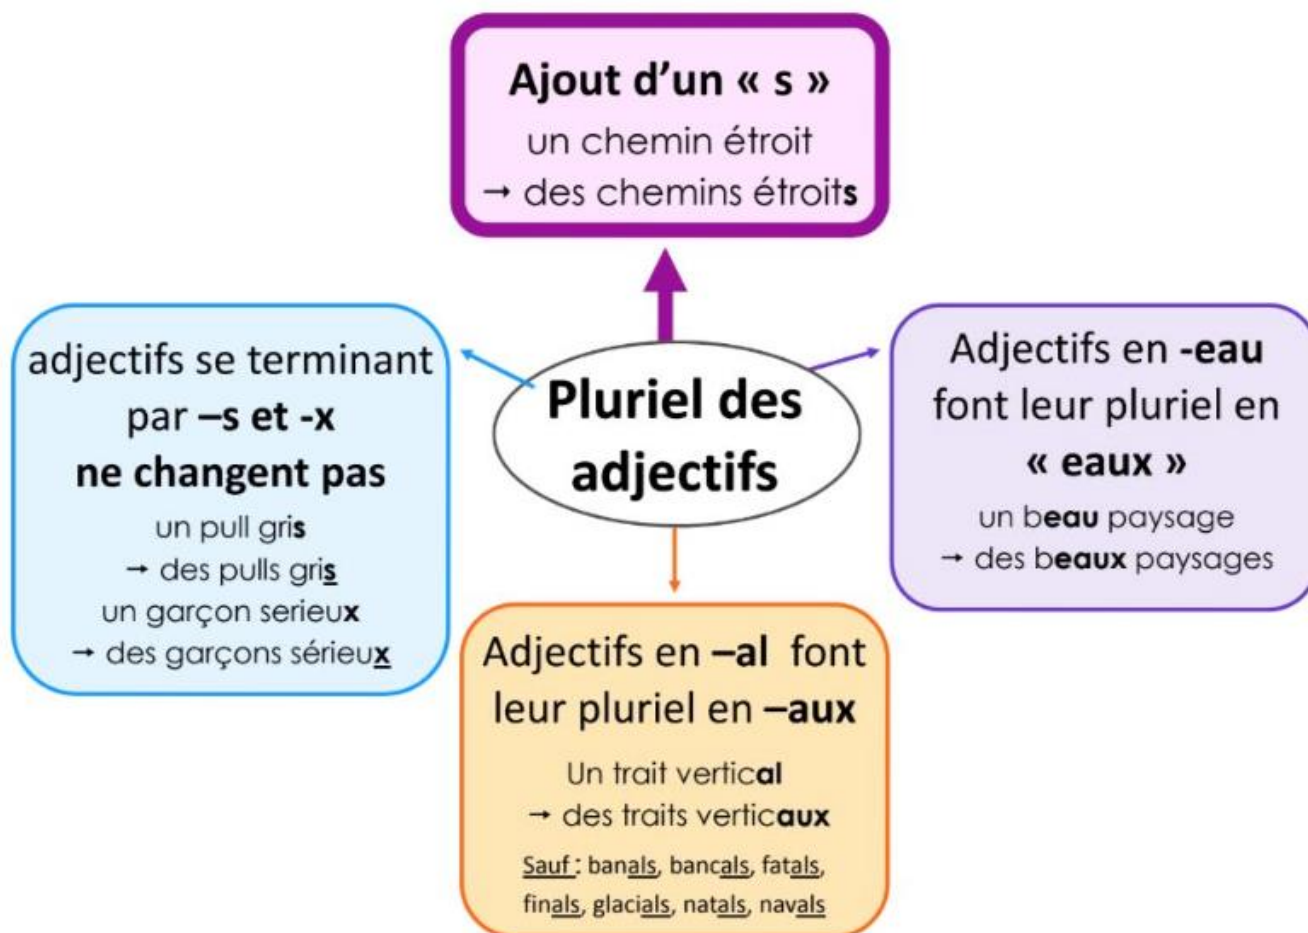 Ajout d'un « s »
un chemin étroit
→ des chemins étroits
adjectifs se terminant
par –s et -x
ne changent pas
un pull gris
→ des pulls gris
un garçon serieux
→ des garçons sérieux
Pluriel des
adjectifs
Adjectifs en -eau
font leur pluriel en
« eaux »
un beau paysage
→ des beaux paysages
Adjectifs en –al font
leur pluriel en –aux
Un trait vertical
→ des traits verticaux
Sauf : banals, bancals, fatals,
finals, glacials, natals, navals